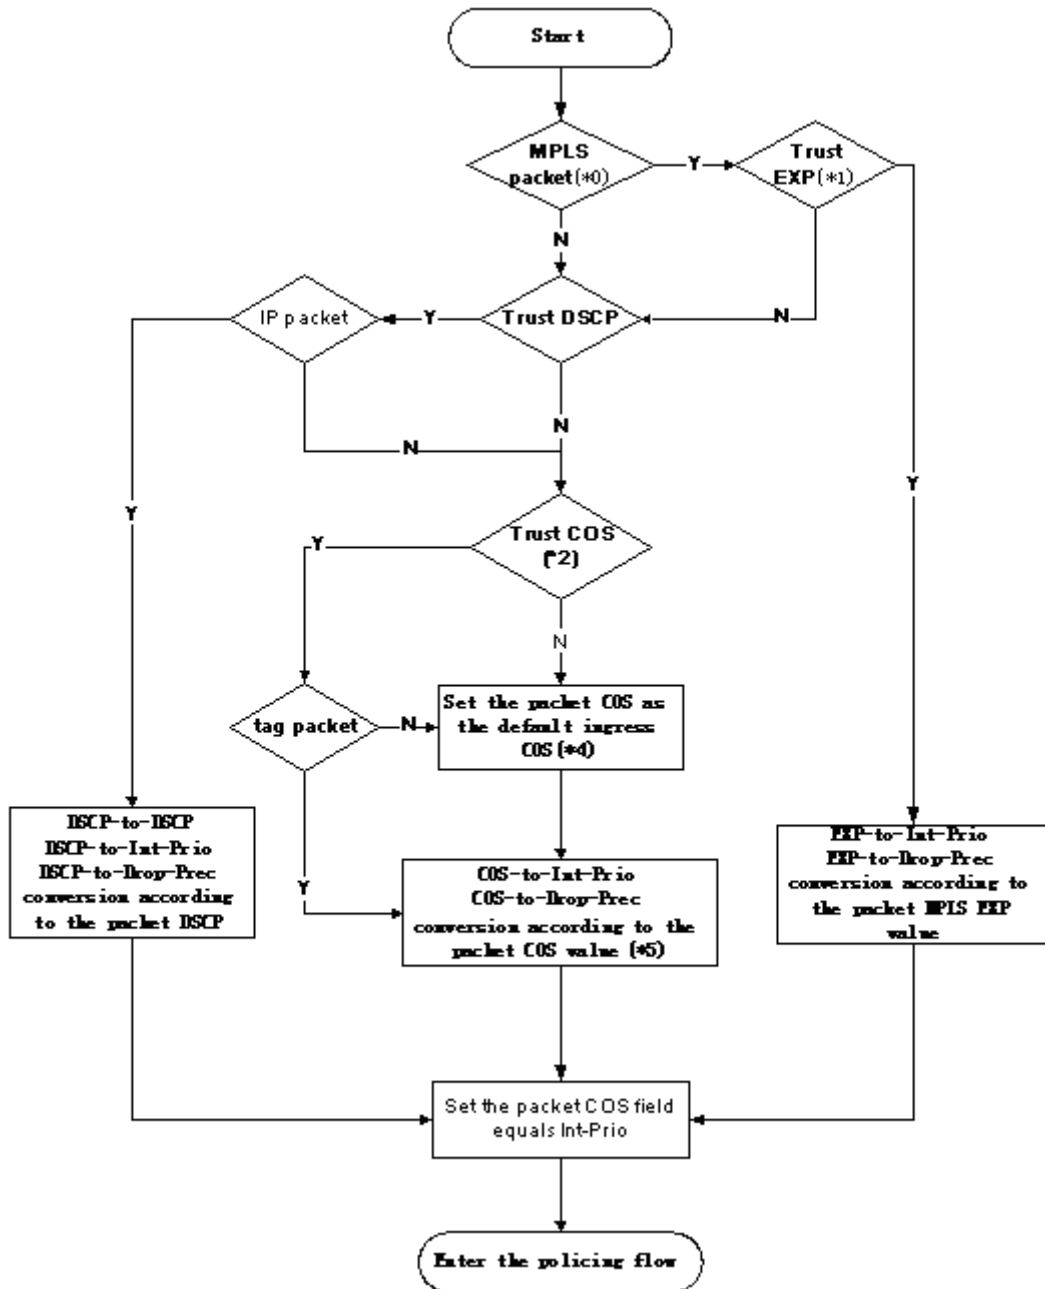 Start
MPLS
packet(*0)
Y
Trust
EXP(*1)
N
IP packet
Y
Trust DSCP
N
N
N
Y
Y
Trust COS
(*2)
Y
N
tag packet
N
Set the packet COS as
the default ingress
COS(*4)
DSCP-to-DSCP
DSCP-to-Int-Prio
DSCP-to-Drop-Prec
conversion according
to the packet DSCP
Y
COS-to-Int-Prio
COS-to-Drop-Prec
conversion according to the
packet COS value (*5)
EXP-to-Int-Prio
EXP-to-Drop-Prec
conversion according to
the packet MPLS EXP
value
Set the packet COS field
equals Int-Prio
Enter the policing flow